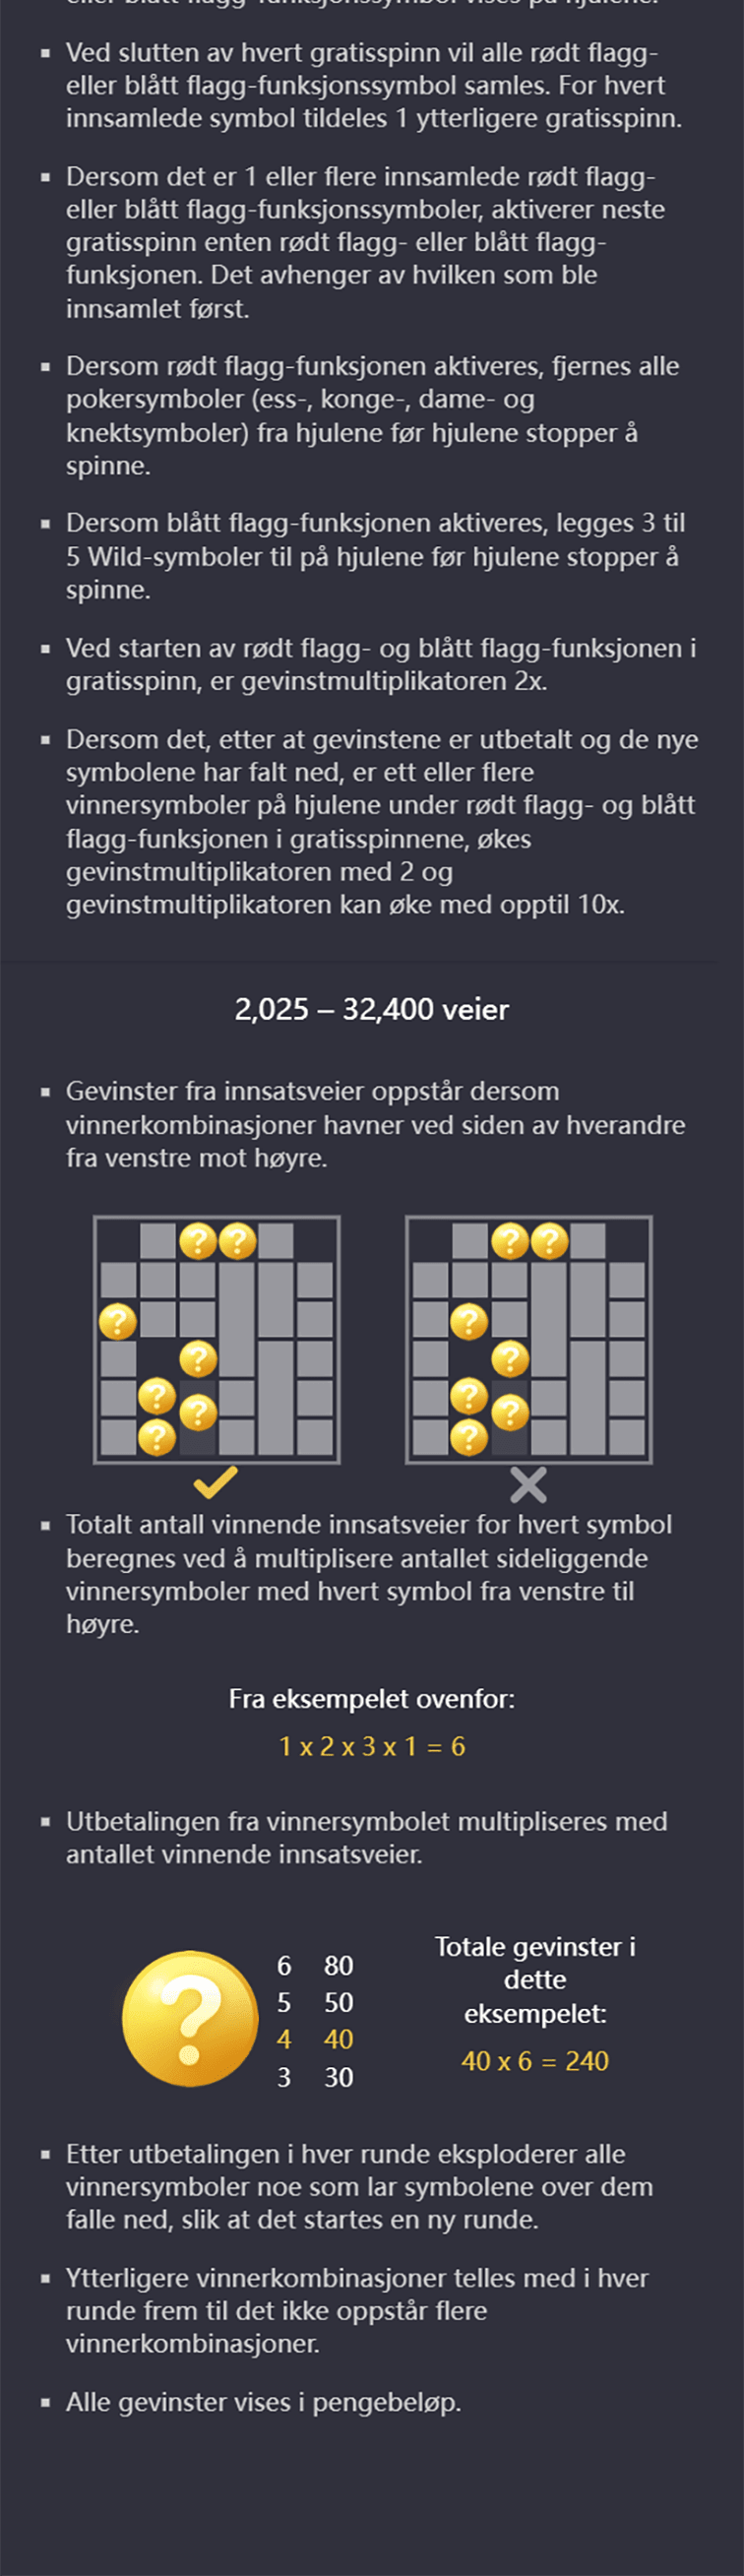 ▪ Ved slutten av hvert gratisspinn vil alle rødt flagg-
eller blått flagg-funksjonssymbol samles. For hvert
innsamlede symbol tildeles 1 ytterligere gratisspinn.
▪ Dersom det er 1 eller flere innsamlede rødt flagg-
eller blått flagg-funksjonssymboler, aktiverer neste
gratisspinn enten rødt flagg- eller blått flagg-
funksjonen. Det avhenger av hvilken som ble
innsamlet først.
▪ Dersom rødt flagg-funksjonen aktiveres, fjernes alle
pokersymboler (ess-, konge-, dame- og
knektsymboler) fra hjulene før hjulene stopper å
spinne.
▪ Dersom blått flagg-funksjonen aktiveres, legges 3 til
5 Wild-symboler til på hjulene før hjulene stopper å
spinne.
▪ Ved starten av rødt flagg- og blått flagg-funksjonen i
gratisspinn, er gevinstmultiplikatoren 2x.
▪ Dersom det, etter at gevinstene er utbetalt og de nye
symbolene har falt ned, er ett eller flere
vinnersymboler på hjulene under rødt flagg- og blått
flagg-funksjonen i gratisspinnene, økes
gevinstmultiplikatoren med 2 og
gevinstmultiplikatoren kan øke med opptil 10x.
2,025 – 32,400 veier
▪ Gevinster fra innsatsveier oppstår dersom
vinnerkombinasjoner havner ved siden av hverandre
fra venstre mot høyre.
? ? ? ?
? ?
? ?
? ?
? ?
? ?
▪ Totalt antall vinnende innsatsveier for hvert symbol
beregnes ved å multiplisere antallet sideliggende
vinnersymboler med hvert symbol fra venstre til
høyre.
Fra eksempelet ovenfor:
1 x 2 x 3 x 1 = 6
▪ Utbetalingen fra vinnersymbolet multipliseres med
antallet vinnende innsatsveier.
?
6 80
5 50
4 40
3 30
Totale gevinster i
dette
eksempelet:
40 x 6 = 240
▪ Etter utbetalingen i hver runde eksploderer alle
vinnersymboler noe som lar symbolene over dem
falle ned, slik at det startes en ny runde.
▪ Ytterligere vinnerkombinasjoner telles med i hver
runde frem til det ikke oppstår flere
vinnerkombinasjoner.
▪ Alle gevinster vises i pengebeløp.